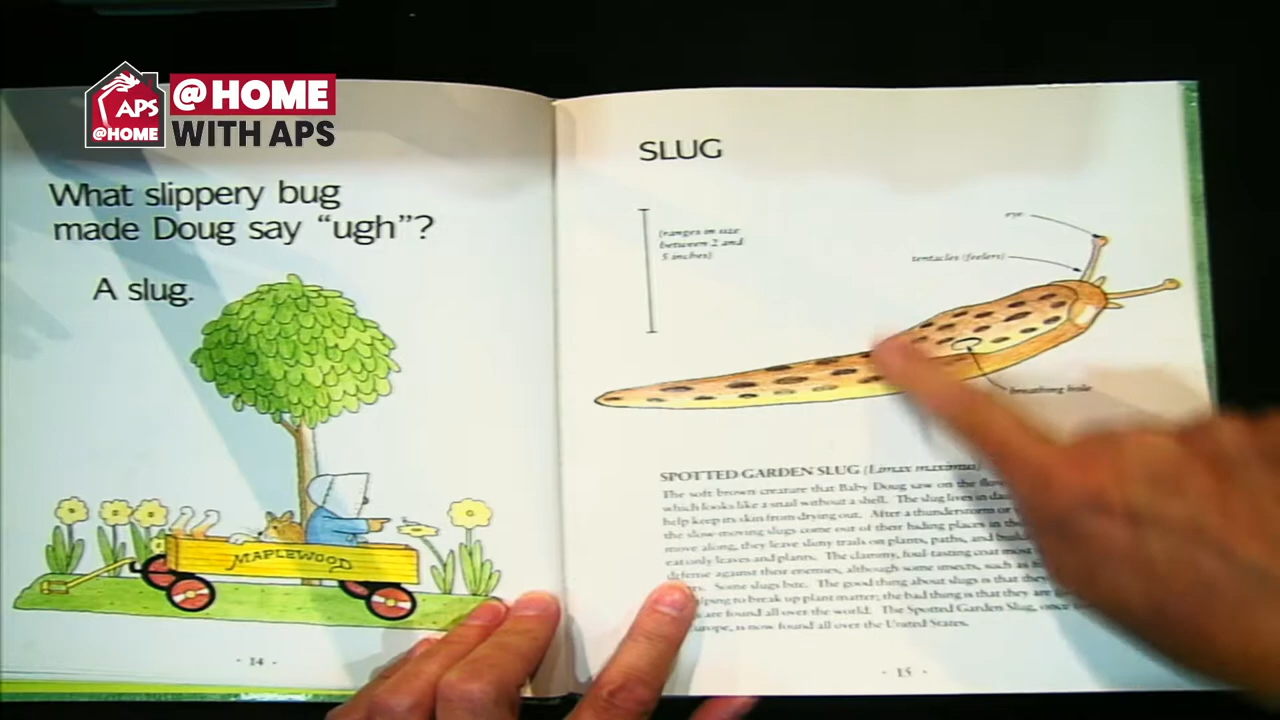 APS
@HOME
@HOME
WITH APS
What slippery bug
made Doug say “ugh”?
A slug.
MAPLEWOOD
- 14 -
SLUG
(ranges in size
between 2 and
5 inches)
eye
tentacles (feelers)
breathing hole
SPOTTED GARDEN SLUG (Limax maximus)
The soft brown creature that Baby Doug saw on the
which looks like a snail without a shell. The slug lives in
help keep its skin from drying out. After a thunderstorm or
the slow-moving slugs come out of their hiding places in the
move along, they leave slimy trails on plants, paths, and
eat only leaves and plants. The clammy, foul-tasting coat most
defense against their enemies, although some insects, such as
Some slugs bite. The good thing about slugs is that they
to break up plant matter; the bad thing is that they are
are found all over the world. The Spotted Garden Slug, once
is now found all over the United States.
- 15 -